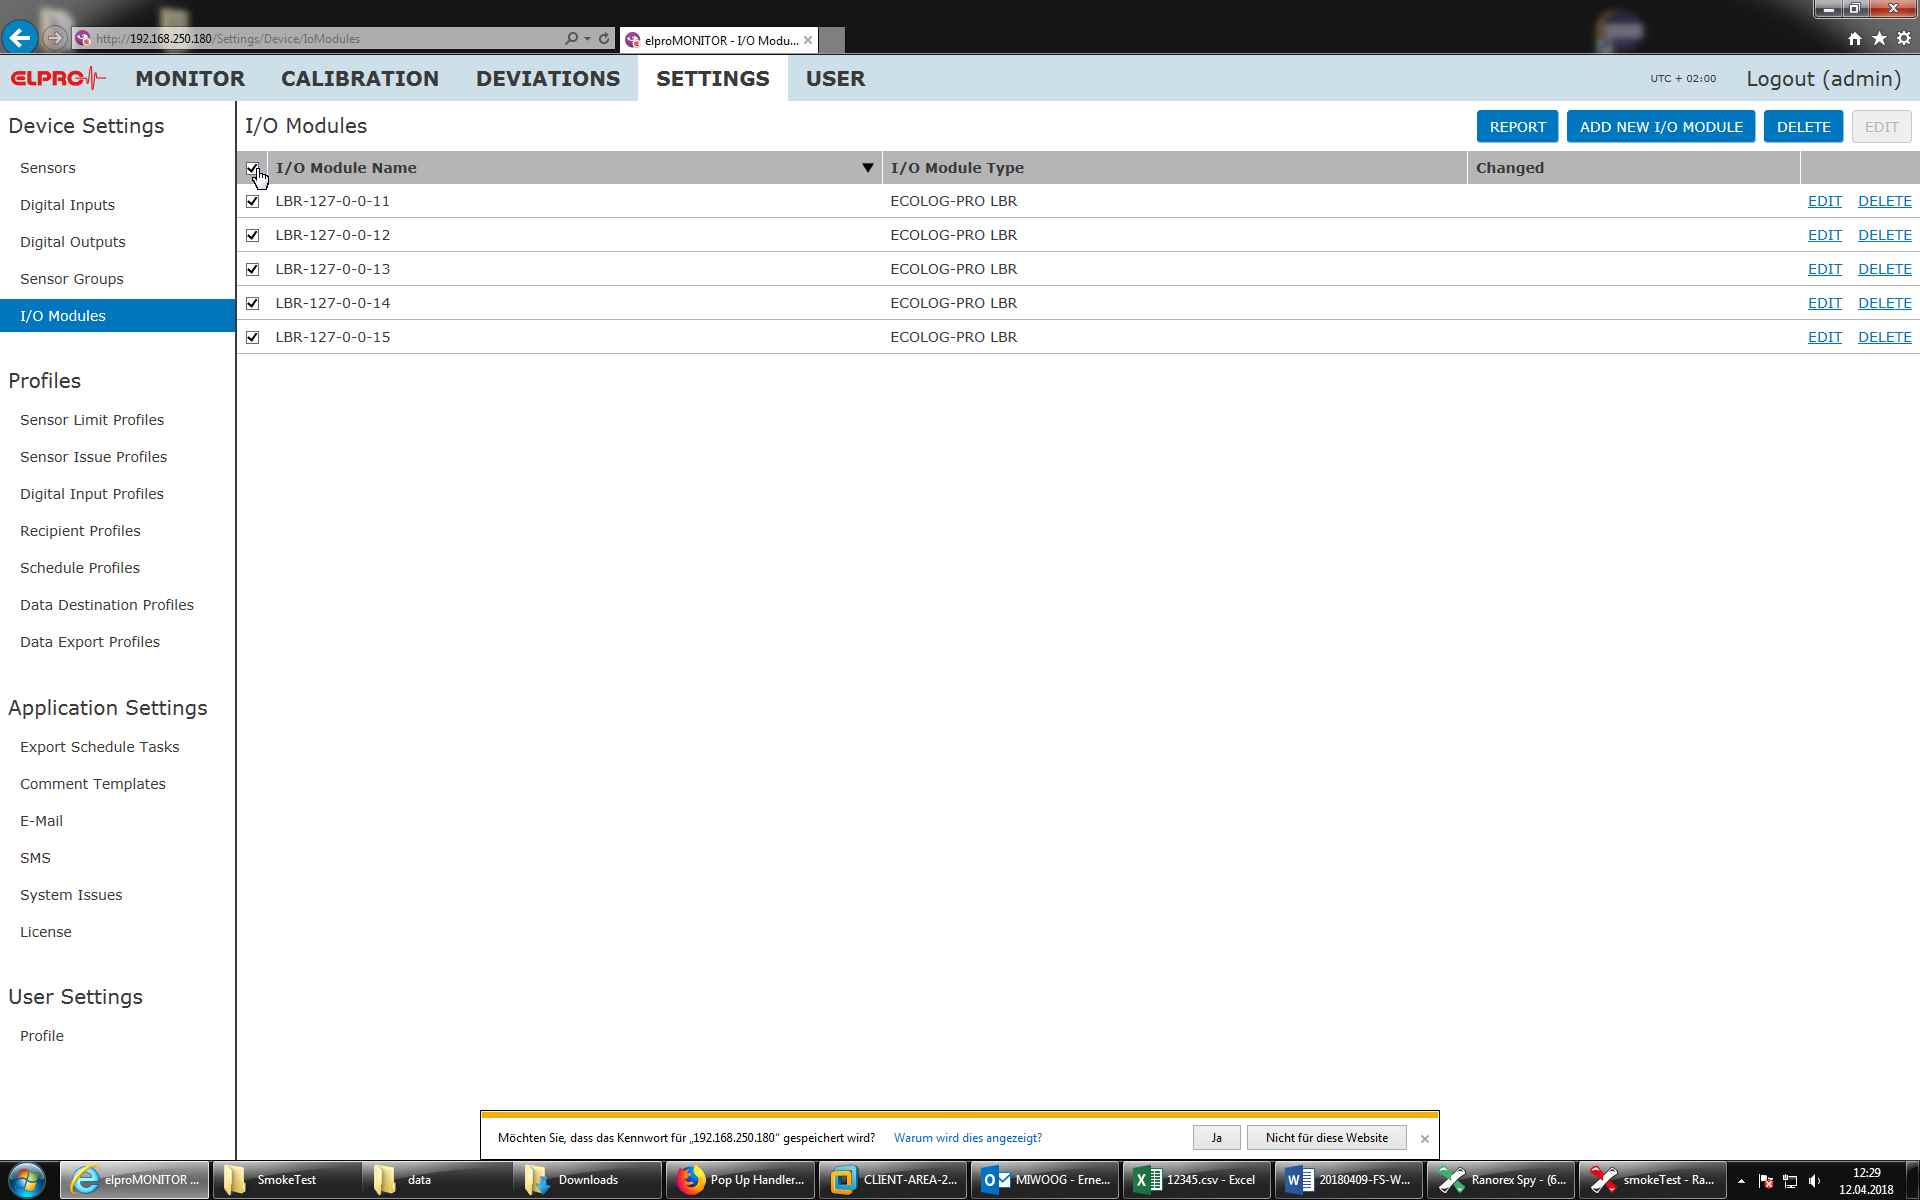 http://192.168.250.180/Settings/Device/IoModules
elproMONITOR - I/O Modu...
ELPRO MONITOR CALIBRATION DEVIATIONS SETTINGS USER UTC + 02:00 Logout (admin)
Device Settings
Sensors
Digital Inputs
Digital Outputs
Sensor Groups
I/O Modules
Profiles
Sensor Limit Profiles
Sensor Issue Profiles
Digital Input Profiles
Recipient Profiles
Schedule Profiles
Data Destination Profiles
Data Export Profiles
Application Settings
Export Schedule Tasks
Comment Templates
E-Mail
SMS
System Issues
License
User Settings
Profile
I/O Modules REPORT ADD NEW I/O MODULE DELETE EDIT
I/O Module Name I/O Module Type Changed
LBR-127-0-0-11 ECOLOG-PRO LBR EDIT DELETE
LBR-127-0-0-12 ECOLOG-PRO LBR EDIT DELETE
LBR-127-0-0-13 ECOLOG-PRO LBR EDIT DELETE
LBR-127-0-0-14 ECOLOG-PRO LBR EDIT DELETE
LBR-127-0-0-15 ECOLOG-PRO LBR EDIT DELETE
Möchten Sie, dass das Kennwort für „192.168.250.180“ gespeichert wird? Warum wird dies angezeigt? Ja Nicht für diese Website
elproMONITOR ... SmokeTest data Downloads Pop Up Handler... CLIENT-AREA-2... MIWOOG - Erne... 12345.csv - Excel 20180409-FS-W... Ranorex Spy - (6... smokeTest - Ra... 12:29
12.04.2018